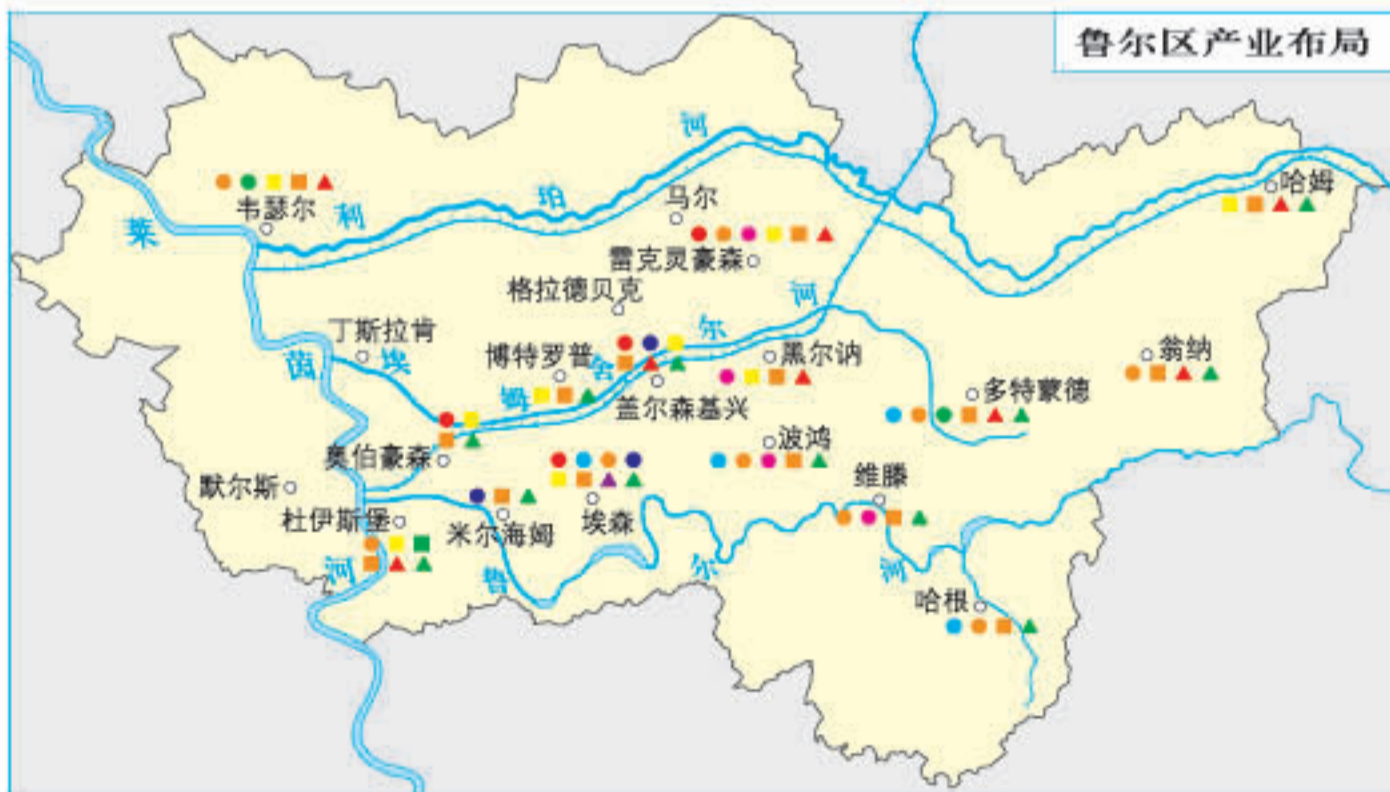 鲁尔区产业布局
河
哈姆
韦瑟尔
利
珀
马尔
莱
雷克灵豪森
格拉德贝克
河
丁斯拉肯
尔
茵
埃
博特罗普
舍
黑尔讷
翁纳
姆
盖尔森基兴
多特蒙德
奥伯豪森
波鸿
默尔斯
维滕
杜伊斯堡
米尔海姆
埃森
河
鲁
尔
河
哈根